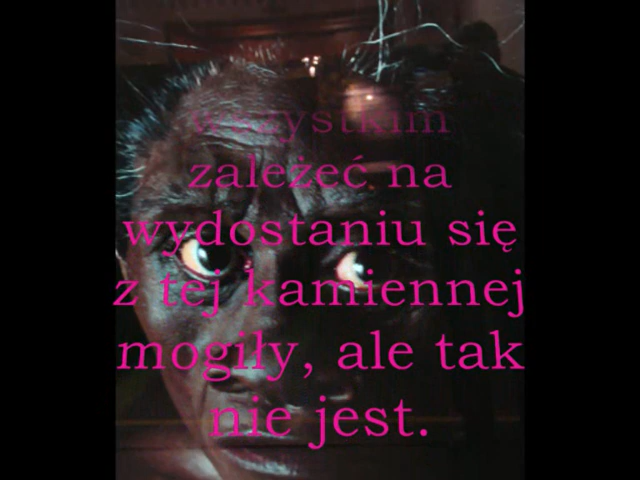 wszystkim
zależeć na
wydostaniu się
z tej kamiennej
mogiły, ale tak
nie jest.